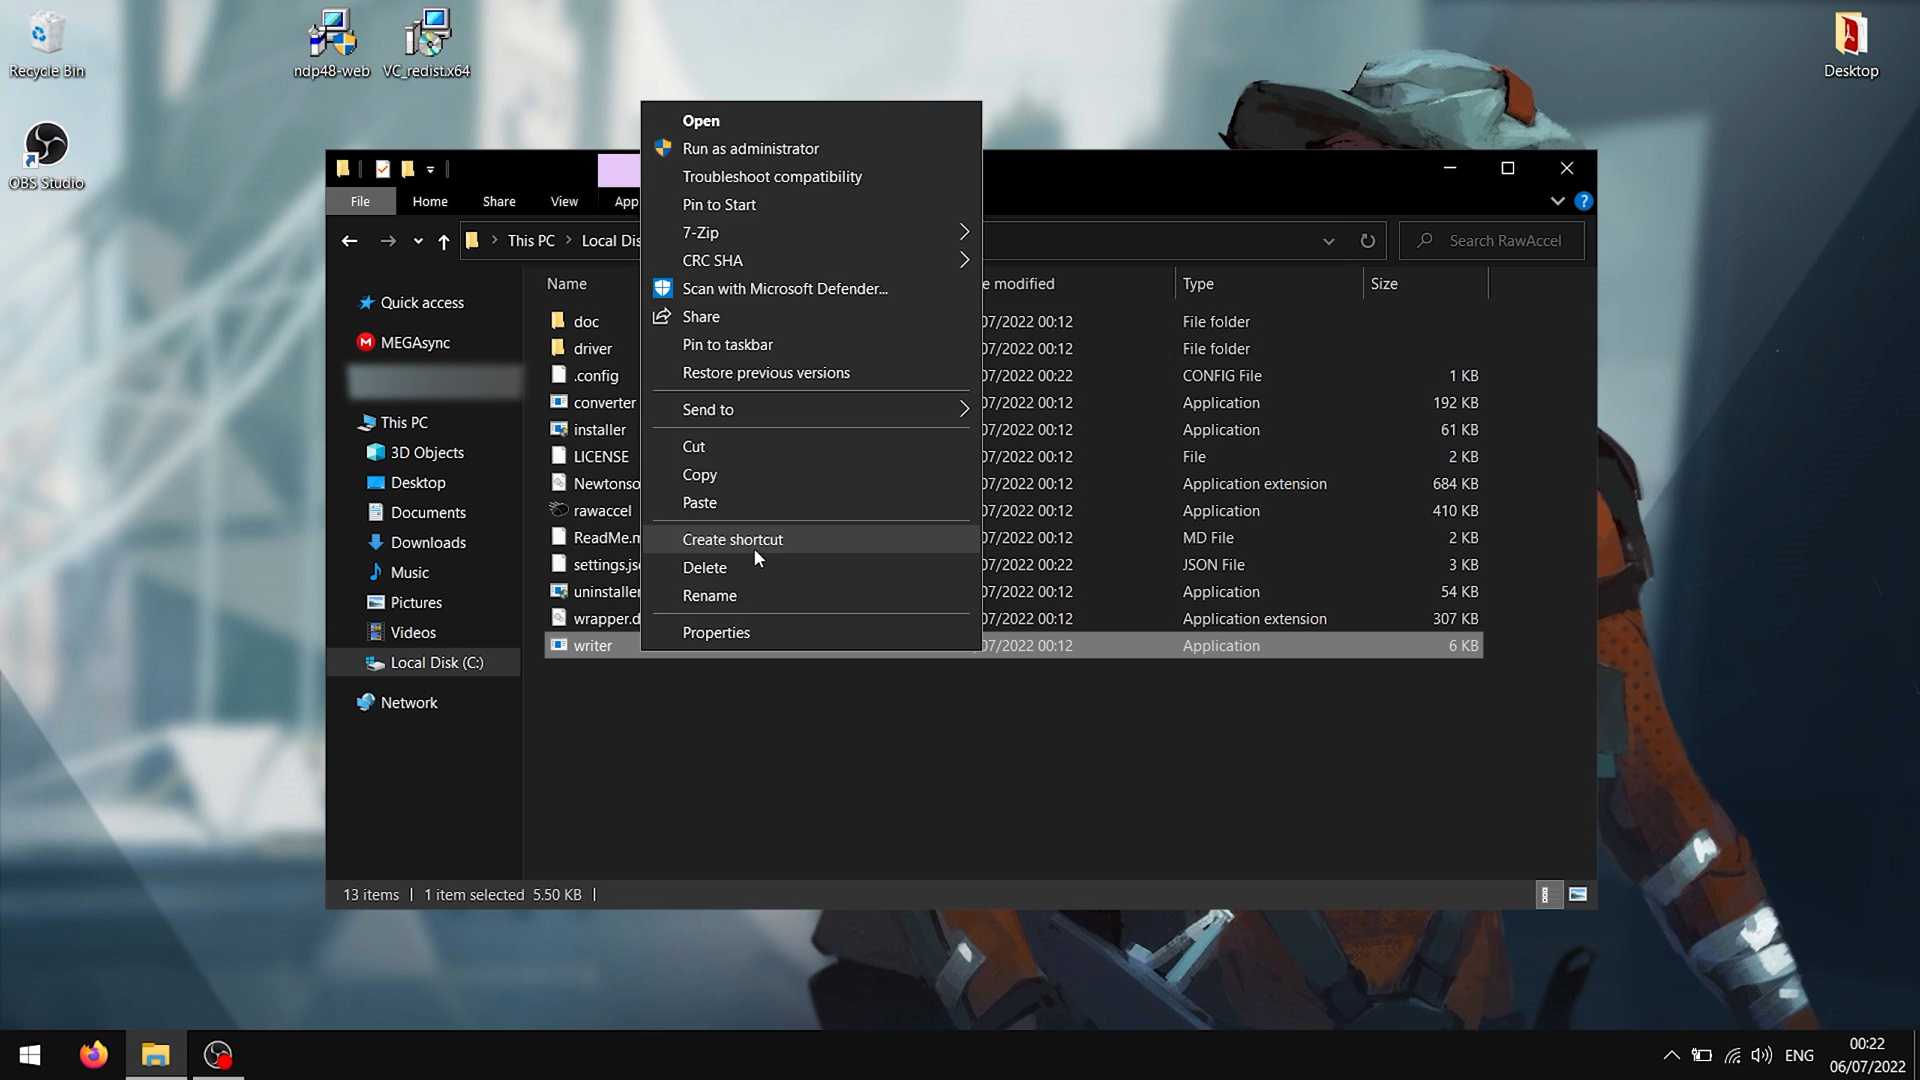 Recycle Bin
ndp48-web
VC_redist.x64
Desktop
OBS Studio
File
Home
Share
View
App
This PC
Local Dis
Search RawAccel
Open
Run as administrator
Troubleshoot compatibility
Pin to Start
7-Zip
CRC SHA
Scan with Microsoft Defender...
Share
Pin to taskbar
Restore previous versions
Send to
Cut
Copy
Paste
Create shortcut
Delete
Rename
Properties
Quick access
MEGAsync
This PC
3D Objects
Desktop
Documents
Downloads
Music
Pictures
Videos
Local Disk (C:)
Network
Name e modified Type Size
doc 07/2022 00:12 File folder
driver 07/2022 00:12 File folder
.config 07/2022 00:22 CONFIG File 1 KB
converter 07/2022 00:12 Application 192 KB
installer 07/2022 00:12 Application 61 KB
LICENSE 07/2022 00:12 File 2 KB
Newtonso 07/2022 00:12 Application extension 684 KB
rawaccel 07/2022 00:12 Application 410 KB
ReadMe.m 07/2022 00:12 MD File 2 KB
settings.js 07/2022 00:22 JSON File 3 KB
uninstaller 07/2022 00:12 Application 54 KB
wrapper.d 07/2022 00:12 Application extension 307 KB
writer 07/2022 00:12 Application 6 KB
13 items
1 item selected 5.50 KB
ENG
00:22
06/07/2022